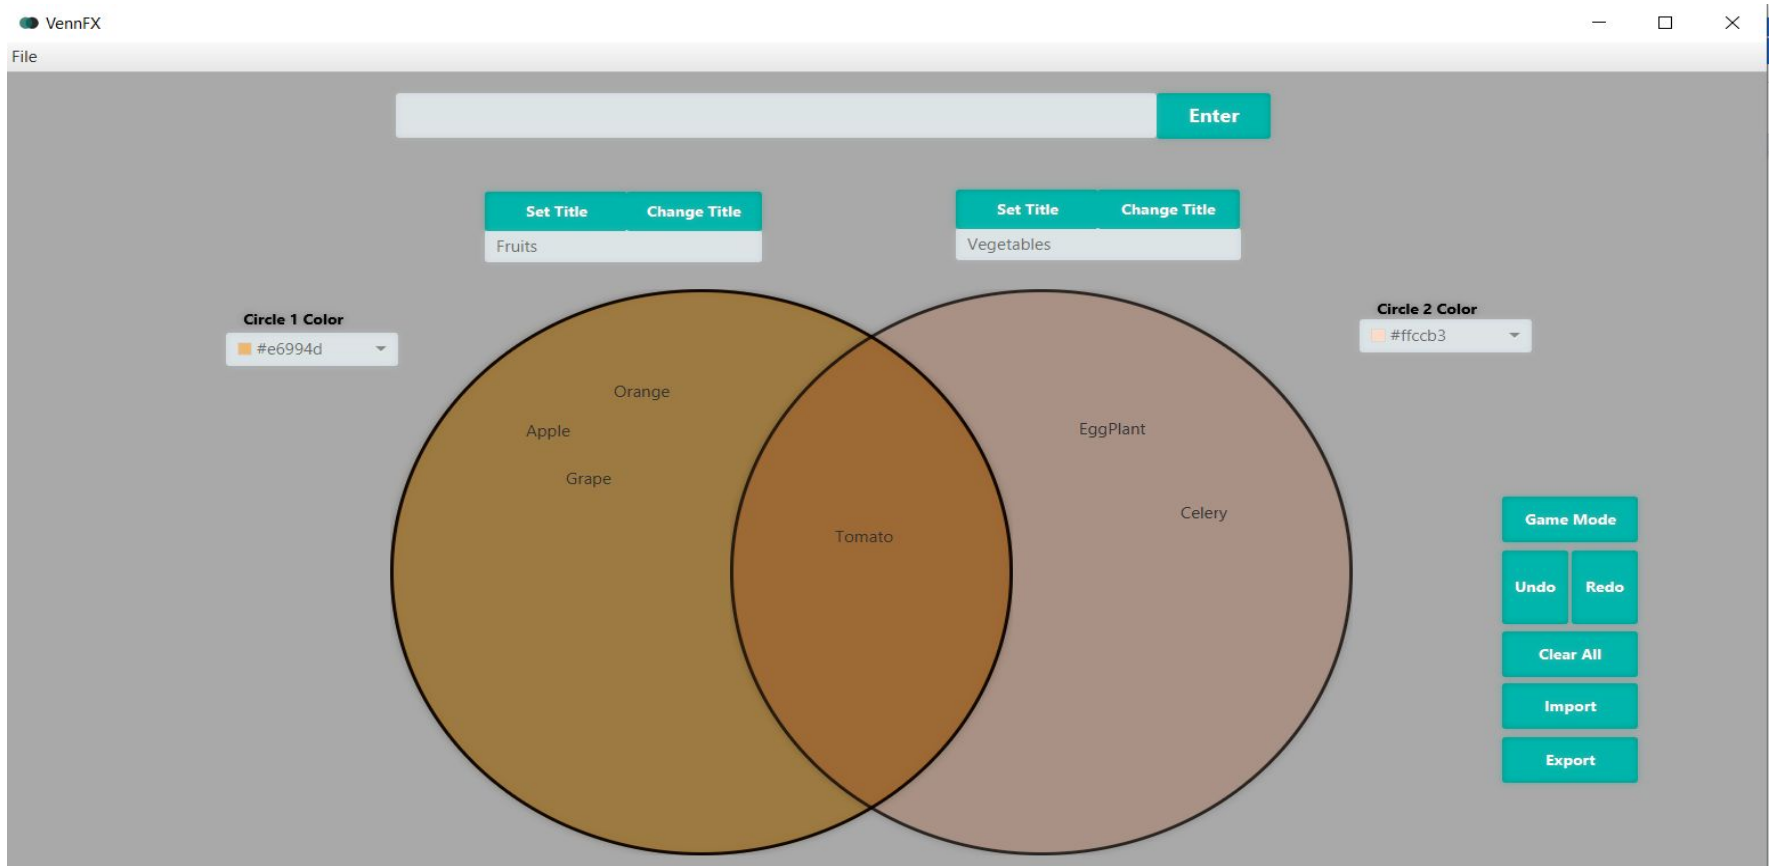 VennFX
File
Enter
Set Title Change Title
Fruits
Set Title Change Title
Vegetables
Circle 1 Color
#e6994d
Circle 2 Color
#ffccb3
Orange
Apple
Grape
Tomato
EggPlant
Celery
Game Mode
Undo Redo
Clear All
Import
Export